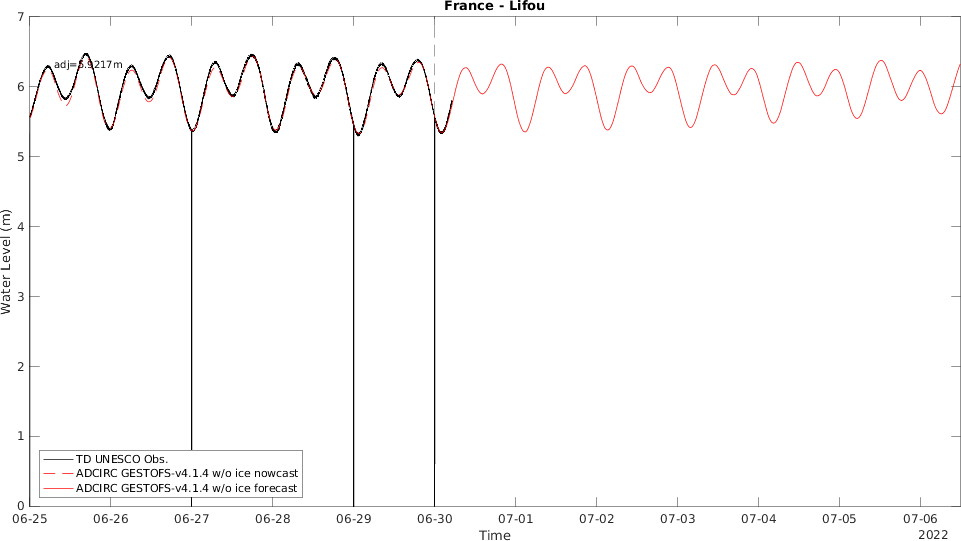 France - Lifou
adj=5.9217m
7
6
5
4
3
2
1
0
Water Level (m)
TD UNESCO Obs.
ADCIRC GESTOFS-v4.1.4 w/o ice nowcast
ADCIRC GESTOFS-v4.1.4 w/o ice forecast
06-25 06-26 06-27 06-28 06-29 06-30 07-01 07-02 07-03 07-04 07-05 07-06
Time
2022